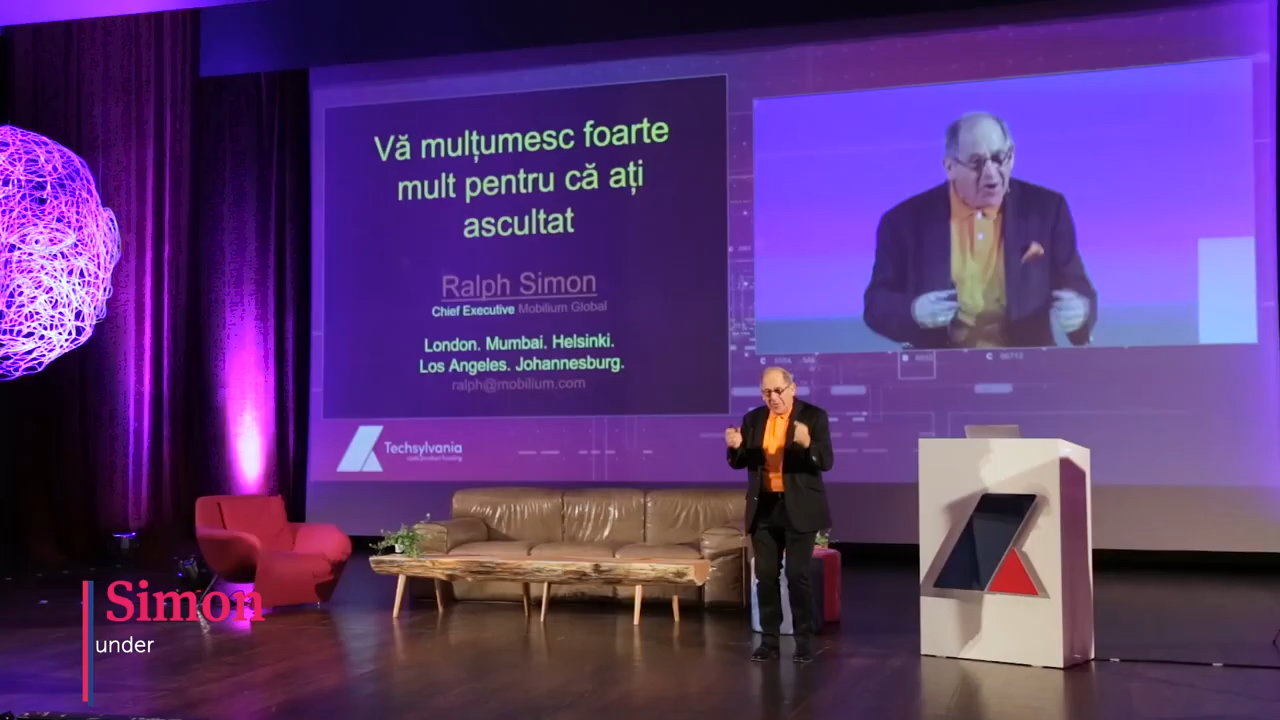 Vă mulțumesc foarte
mult pentru că ați
ascultat
Ralph Simon
Chief Executive Mobilium Global
London. Mumbai. Helsinki.
Los Angeles. Johannesburg.
ralph@mobilium.com
Techsylvania
Simon
under